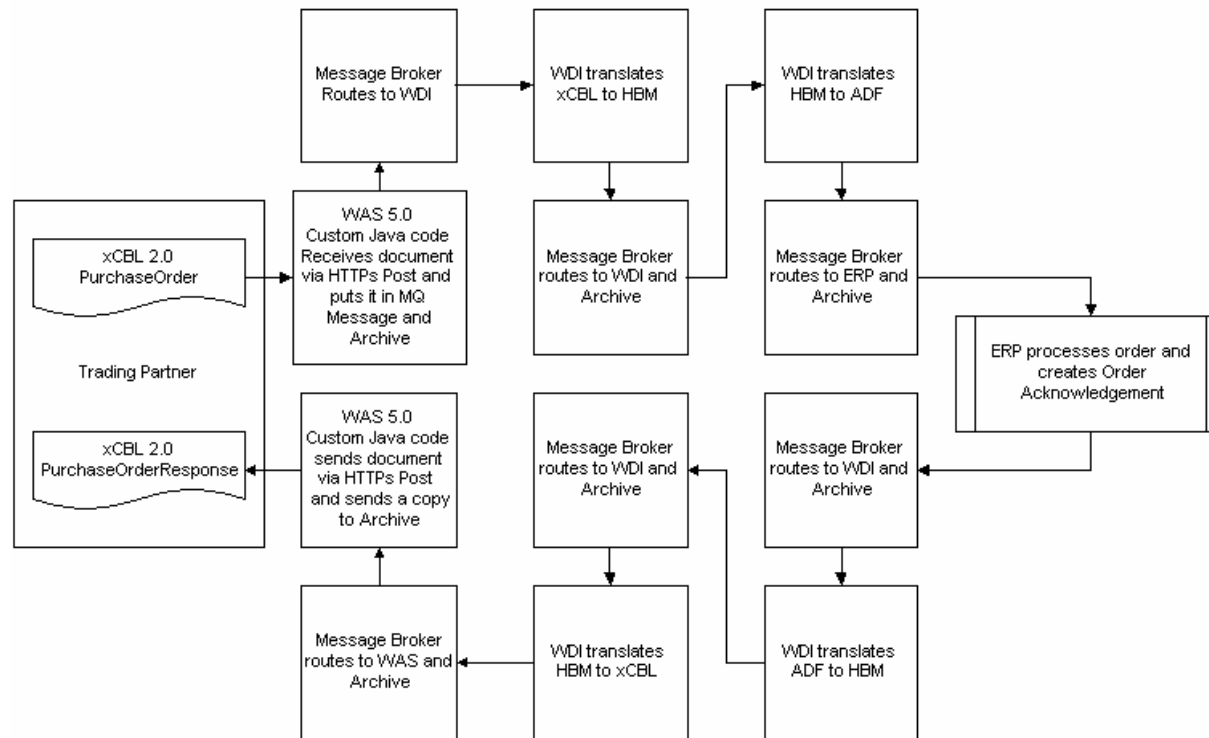 Message Broker
Routes to WDI
WDI translates
xCBL to HBM
WDI translates
HBM to ADF
xCBL 2.0
PurchaseOrder
Trading Partner
xCBL 2.0
PurchaseOrderResponse
WAS 5.0
Custom Java code
Receives document
via HTTPs Post and
puts it in MQ
Message and
Archive
Message Broker
routes to WDI and
Archive
Message Broker
routes to ERP and
Archive
ERP processes order and
creates Order
Acknowledgement
WAS 5.0
Custom Java code
sends document
via HTTPs Post
and sends a copy
to Archive
Message Broker
routes to WDI and
Archive
Message Broker
routes to WDI and
Archive
Message Broker
routes to WAS and
Archive
WDI translates
HBM to xCBL
WDI translates
ADF to HBM